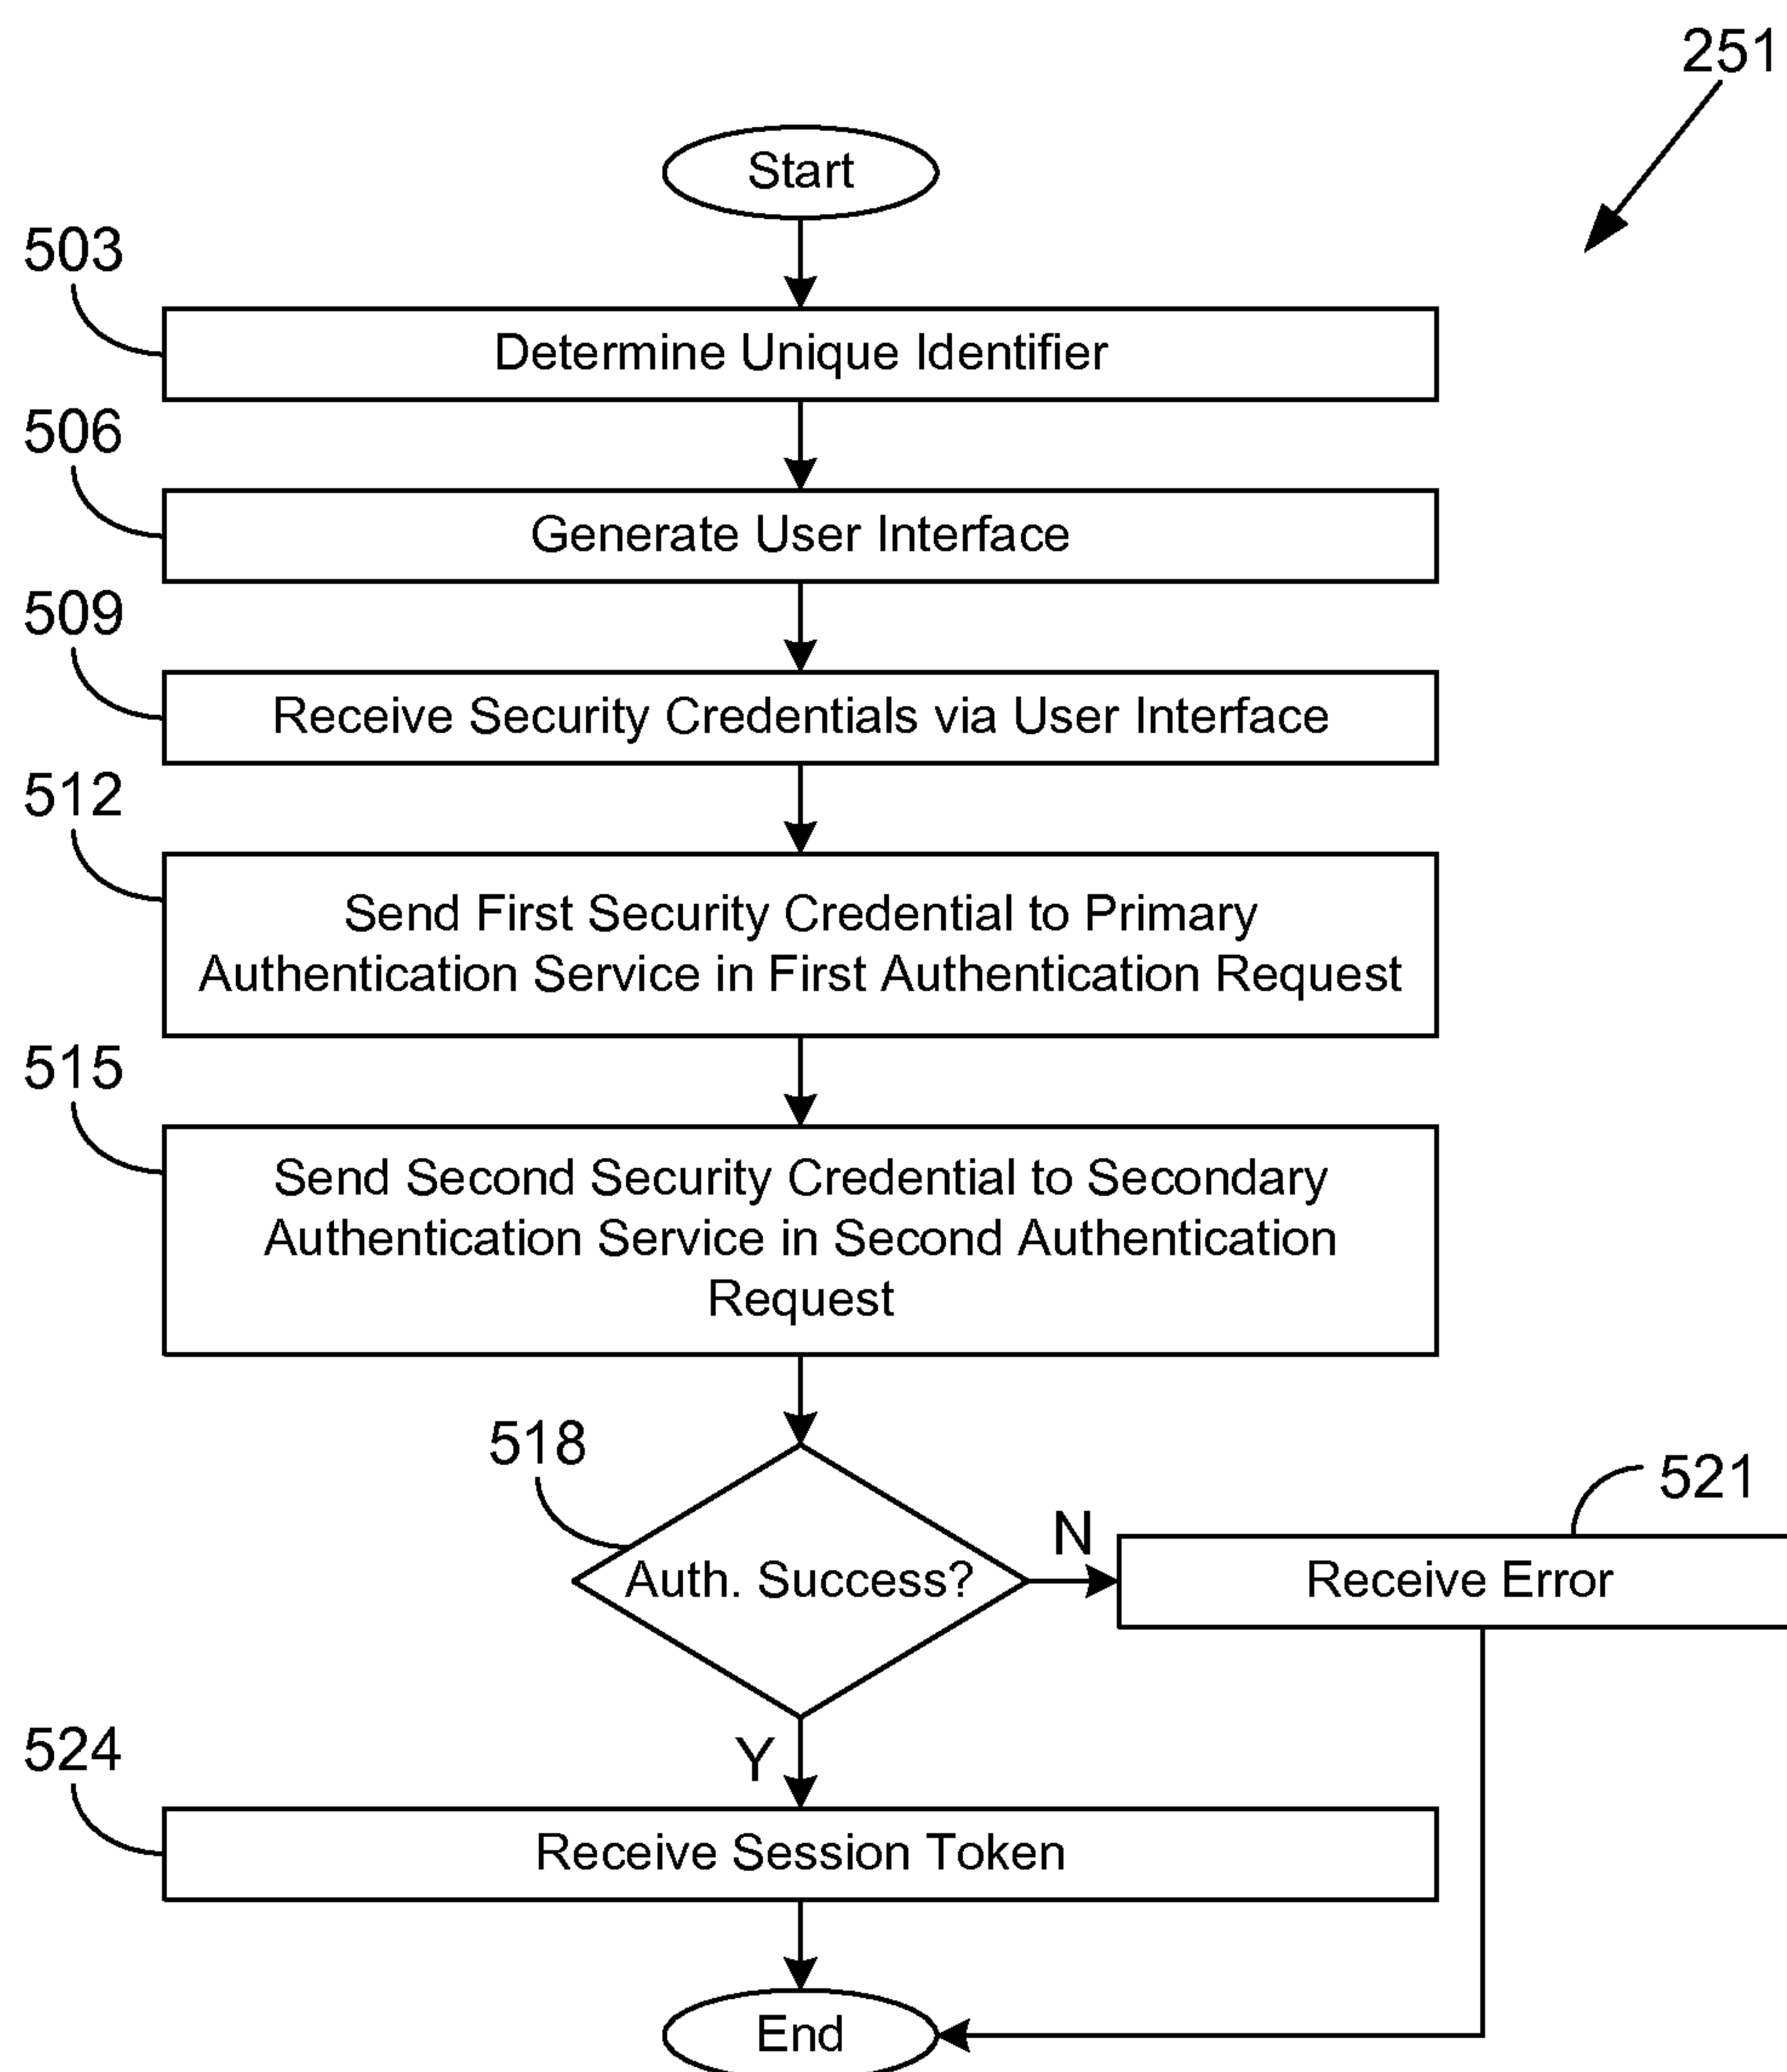 251
Start
503
Determine Unique Identifier
506
Generate User Interface
509
Receive Security Credentials via User Interface
512
Send First Security Credential to Primary
Authentication Service in First Authentication Request
515
Send Second Security Credential to Secondary
Authentication Service in Second Authentication
Request
518
Auth. Success?
N
521
Receive Error
Y
524
Receive Session Token
End